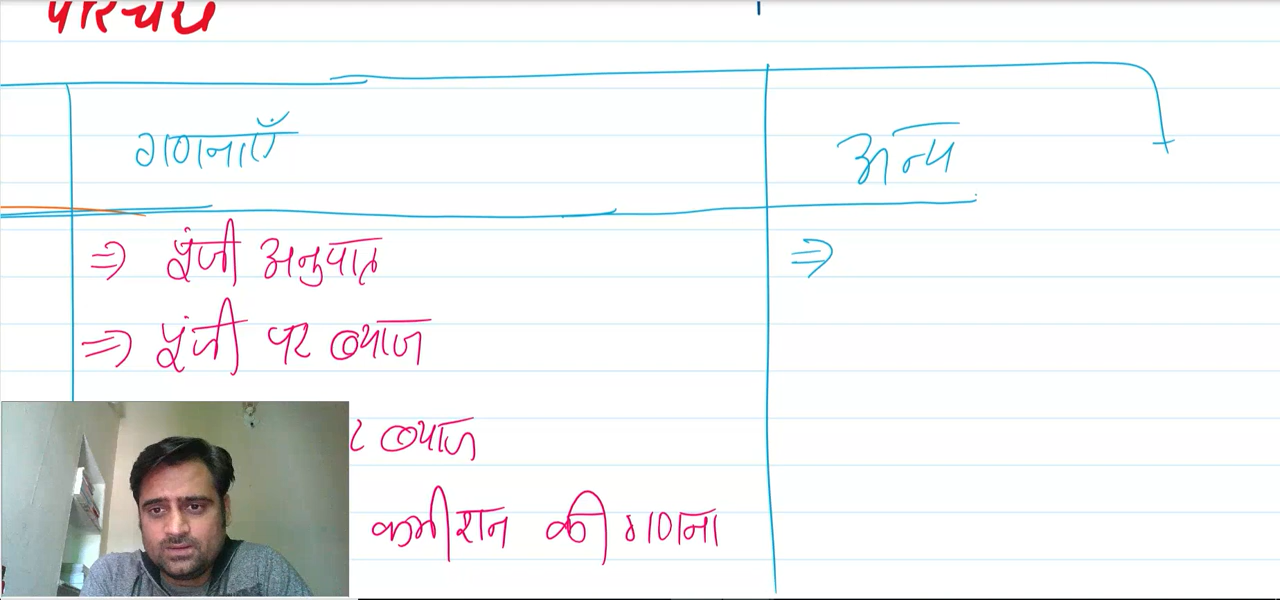 परिचय
गणनाएँ अन्य
⇒ पूंजी अनुपात ⇒
⇒ पूंजी पर ब्याज
र ब्याज
कमीशन की गणना